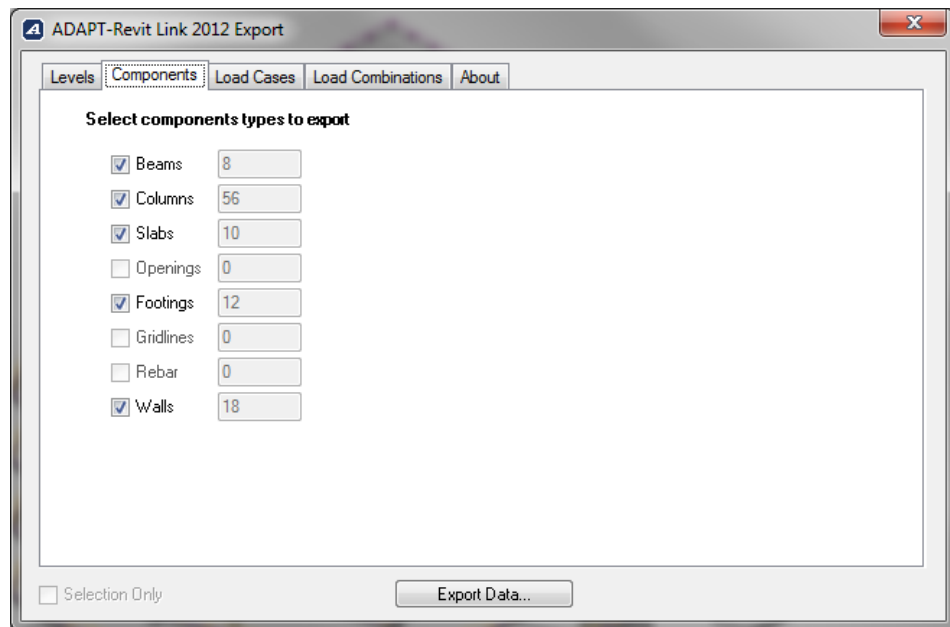 ADAPT-Revit Link 2012 Export
Levels Components Load Cases Load Combinations About
Select components types to export
Beams 8
Columns 56
Slabs 10
Openings 0
Footings 12
Gridlines 0
Rebar 0
Walls 18
Selection Only Export Data...